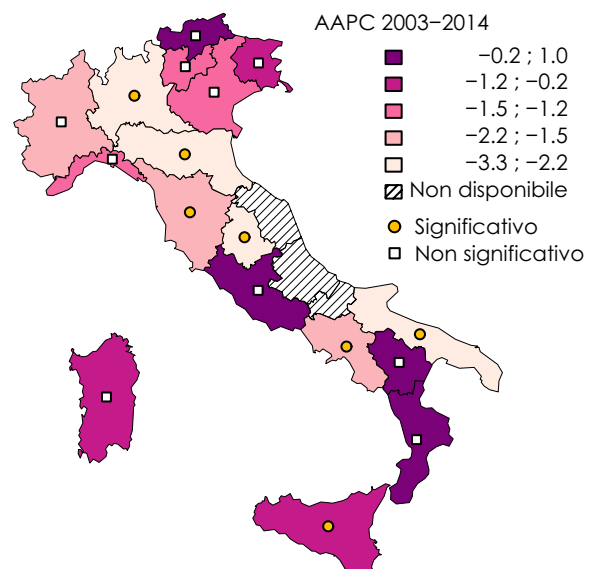 AAPC 2003−2014
−0.2 ; 1.0
−1.2 ; −0.2
−1.5 ; −1.2
−2.2 ; −1.5
−3.3 ; −2.2
Non disponibile
Significativo
Non significativo